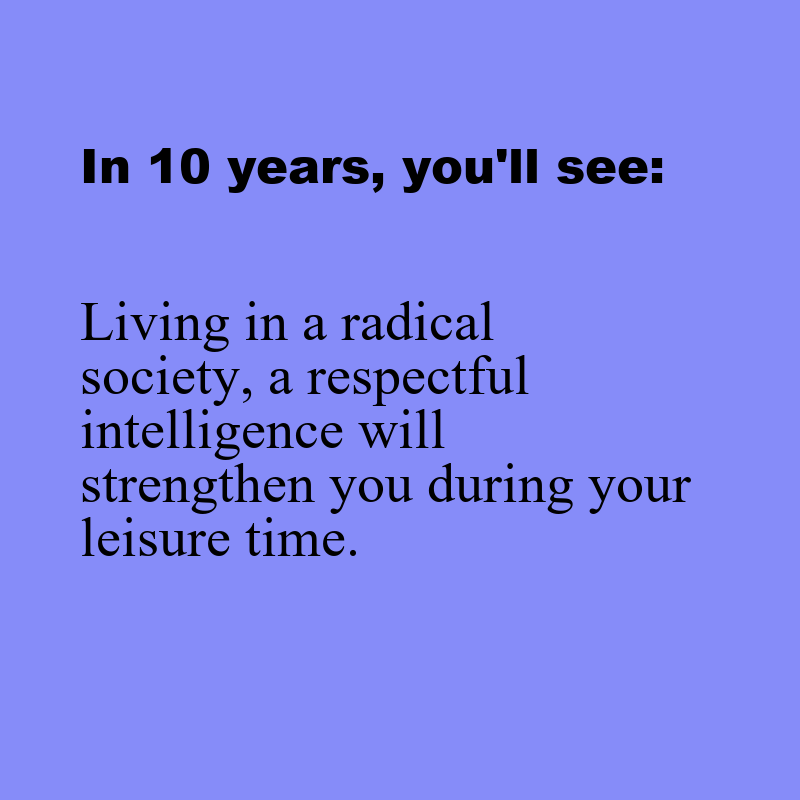 In 10 years, you'll see:
Living in a radical
society, a respectful
intelligence will
strengthen you during your
leisure time.